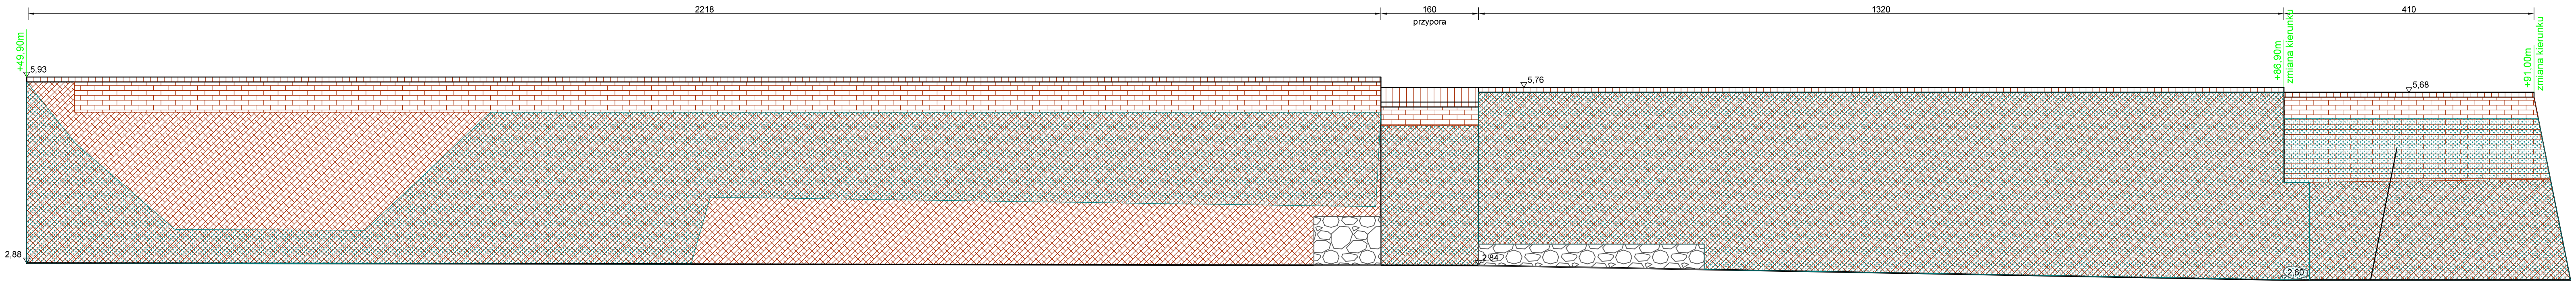 2218
160
1320
410
przypora
+49,90m
+86.90m
zmiana kierunku
+91.00m
zmiana kierunku
5,93
5,76
5,68
2,88
2,84
2,60